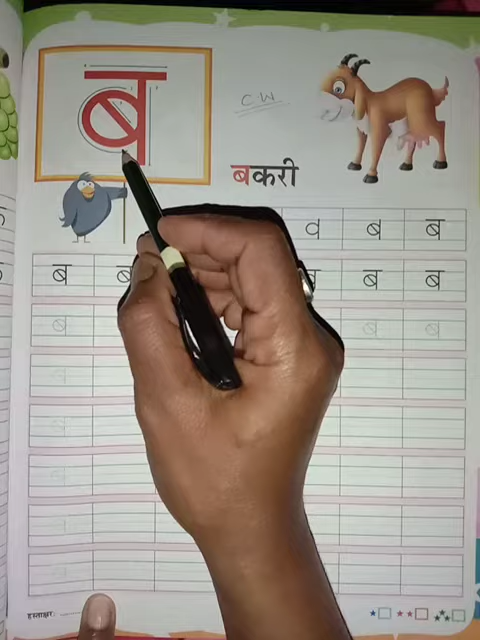 ब
C.W
बकरी
व ब ब
ब ब ब ब ब
ब ब ब
हस्ताक्षर: